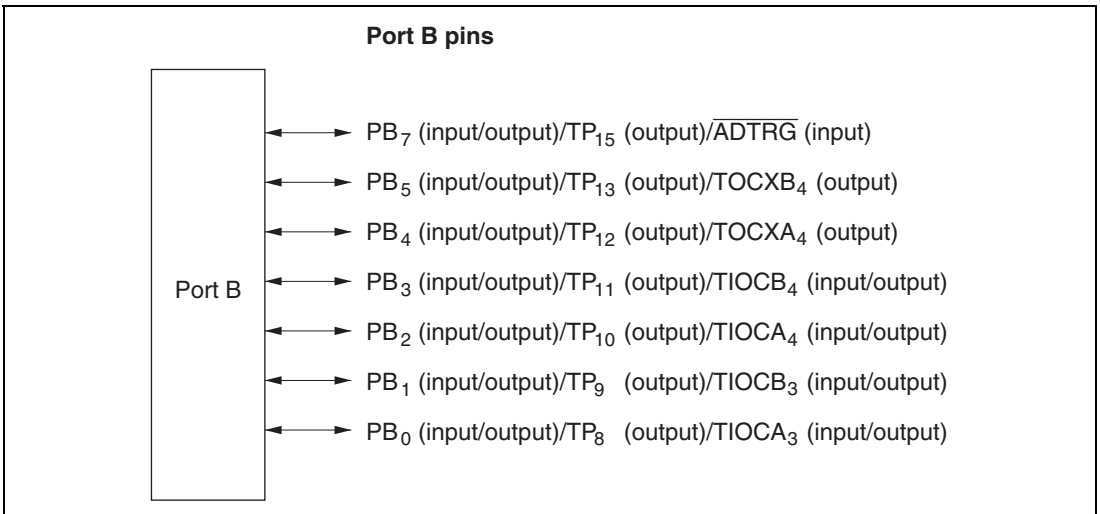 Port B pins
PB7 (input/output)/TP15 (output)/A̅D̅T̅R̅G̅ (input)
PB5 (input/output)/TP13 (output)/TOCXB4 (output)
PB4 (input/output)/TP12 (output)/TOCXA4 (output)
Port B
PB3 (input/output)/TP11 (output)/TIOCB4 (input/output)
PB2 (input/output)/TP10 (output)/TIOCA4 (input/output)
PB1 (input/output)/TP9 (output)/TIOCB3 (input/output)
PB0 (input/output)/TP8 (output)/TIOCA3 (input/output)